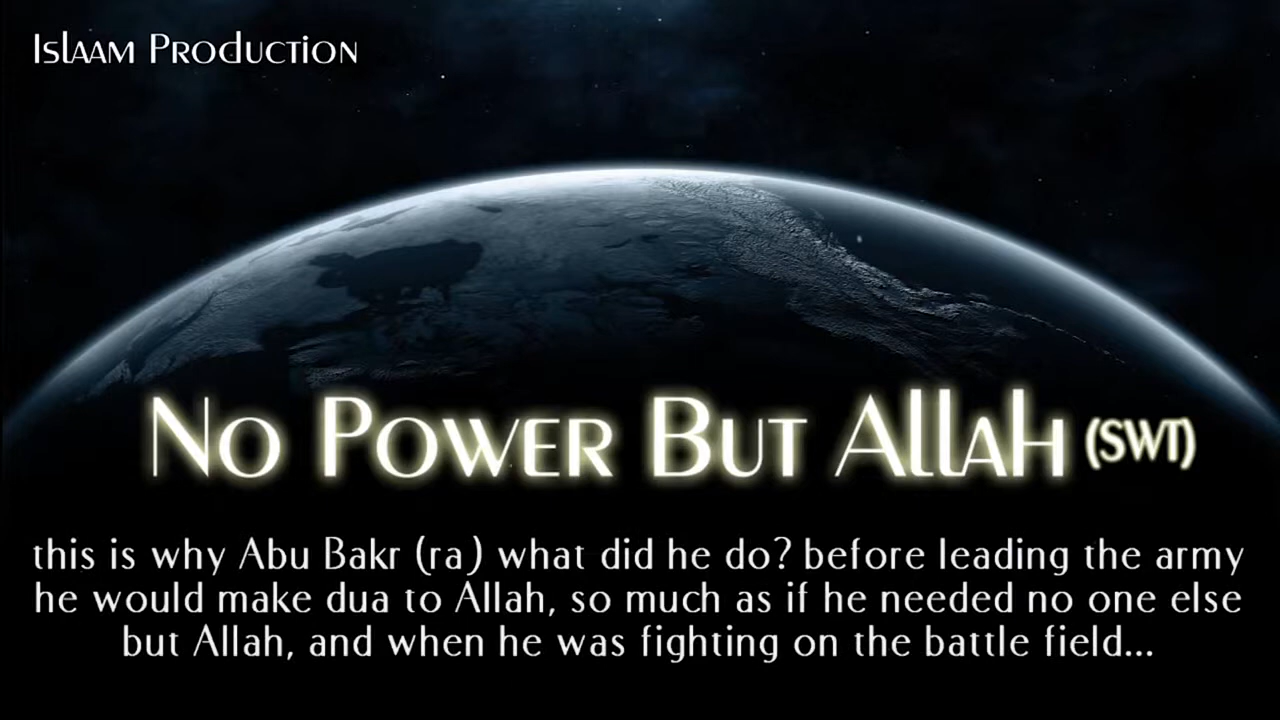 Islaam Production
No Power But Allah (SWT)
this is why Abu Bakr (ra) what did he do? before leading the army
he would make dua to Allah, so much as if he needed no one else
but Allah, and when he was fighting on the battle field...